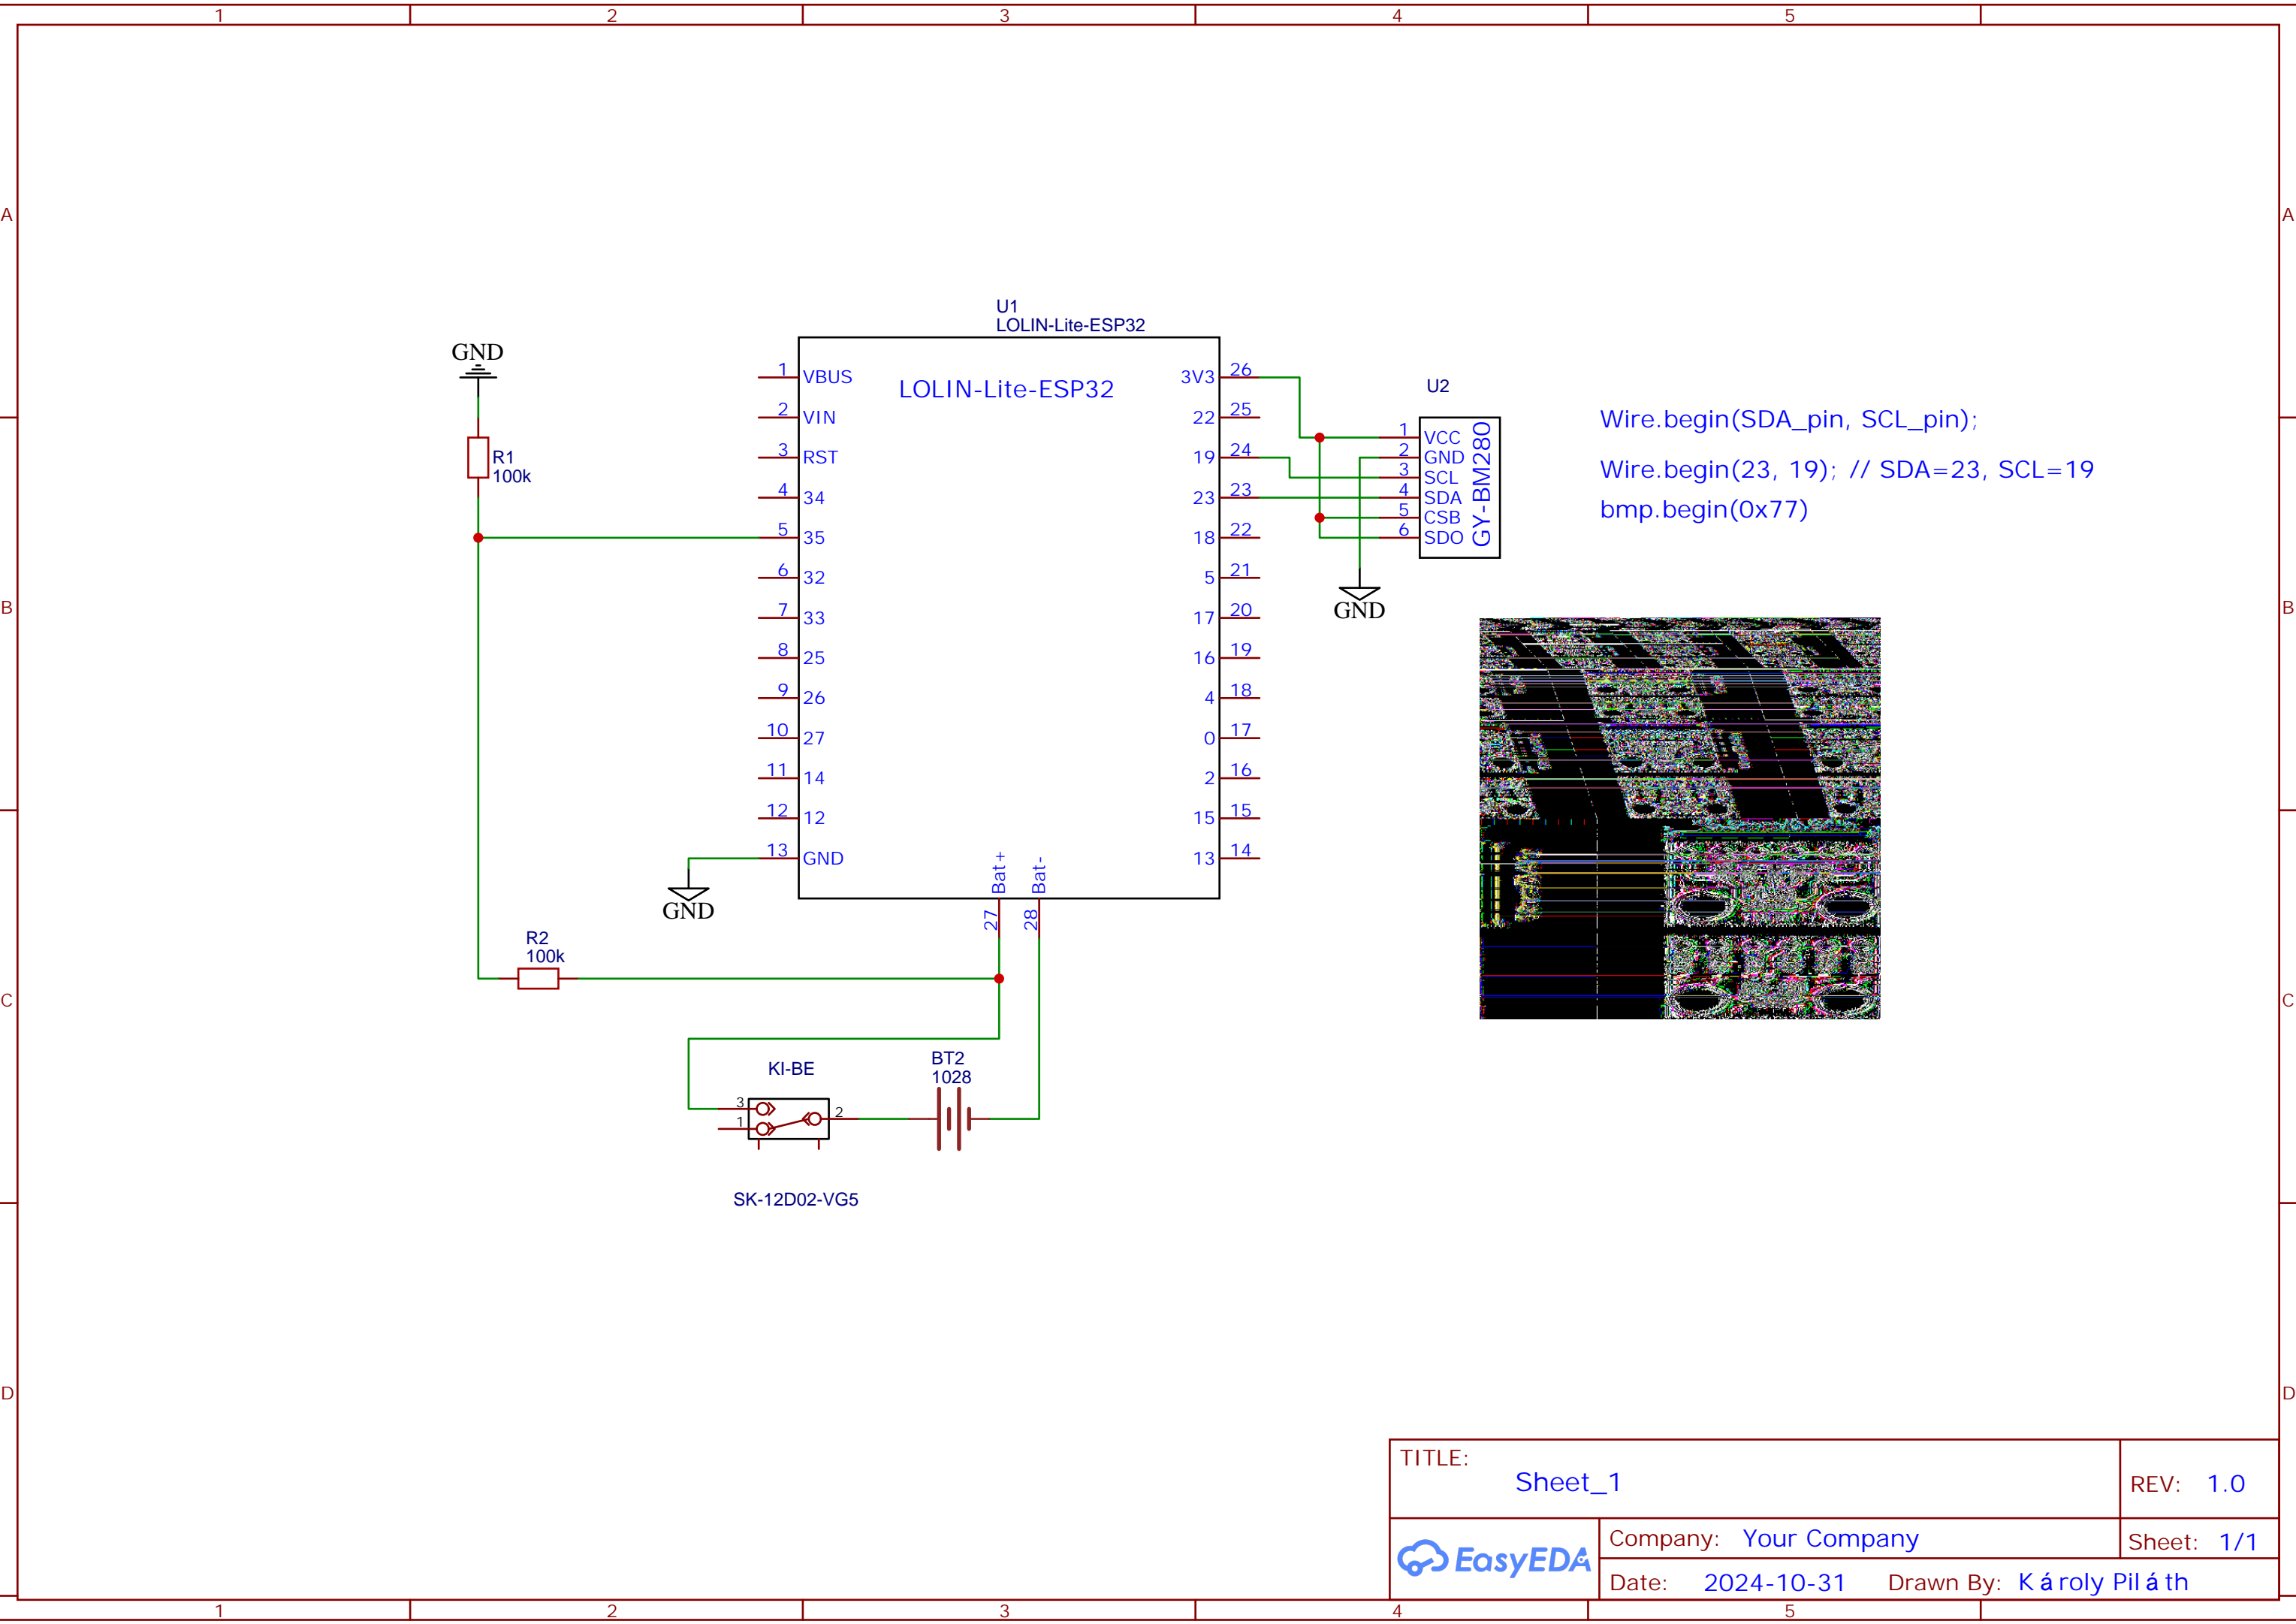 1 2 3 4 5
A A
B B
C C
D D
U1
LOLIN-Lite-ESP32
LOLIN-Lite-ESP32
GND
R1
100k
1 VBUS
2 VIN
3 RST
4 34
5 35
6 32
7 33
8 25
9 26
10 27
11 14
12 12
13 GND
3V3 26
22 25
19 24
23 23
18 22
5 21
17 20
16 19
4 18
0 17
2 16
15 15
13 14
Bat+ 27
Bat- 28
GND
U2
1 VCC
2 GND
3 SCL
4 SDA
5 CSB
6 SDO
GY-BM280
GND
Wire.begin(SDA_pin, SCL_pin);
Wire.begin(23, 19); // SDA=23, SCL=19
bmp.begin(0x77)
R2
100k
KI-BE
3
1
2
SK-12D02-VG5
BT2
1028
TITLE:
Sheet_1
REV: 1.0
EasyEDA
Company: Your Company
Sheet: 1/1
Date: 2024-10-31
Drawn By: Károly Piláth
1 2 3 4 5